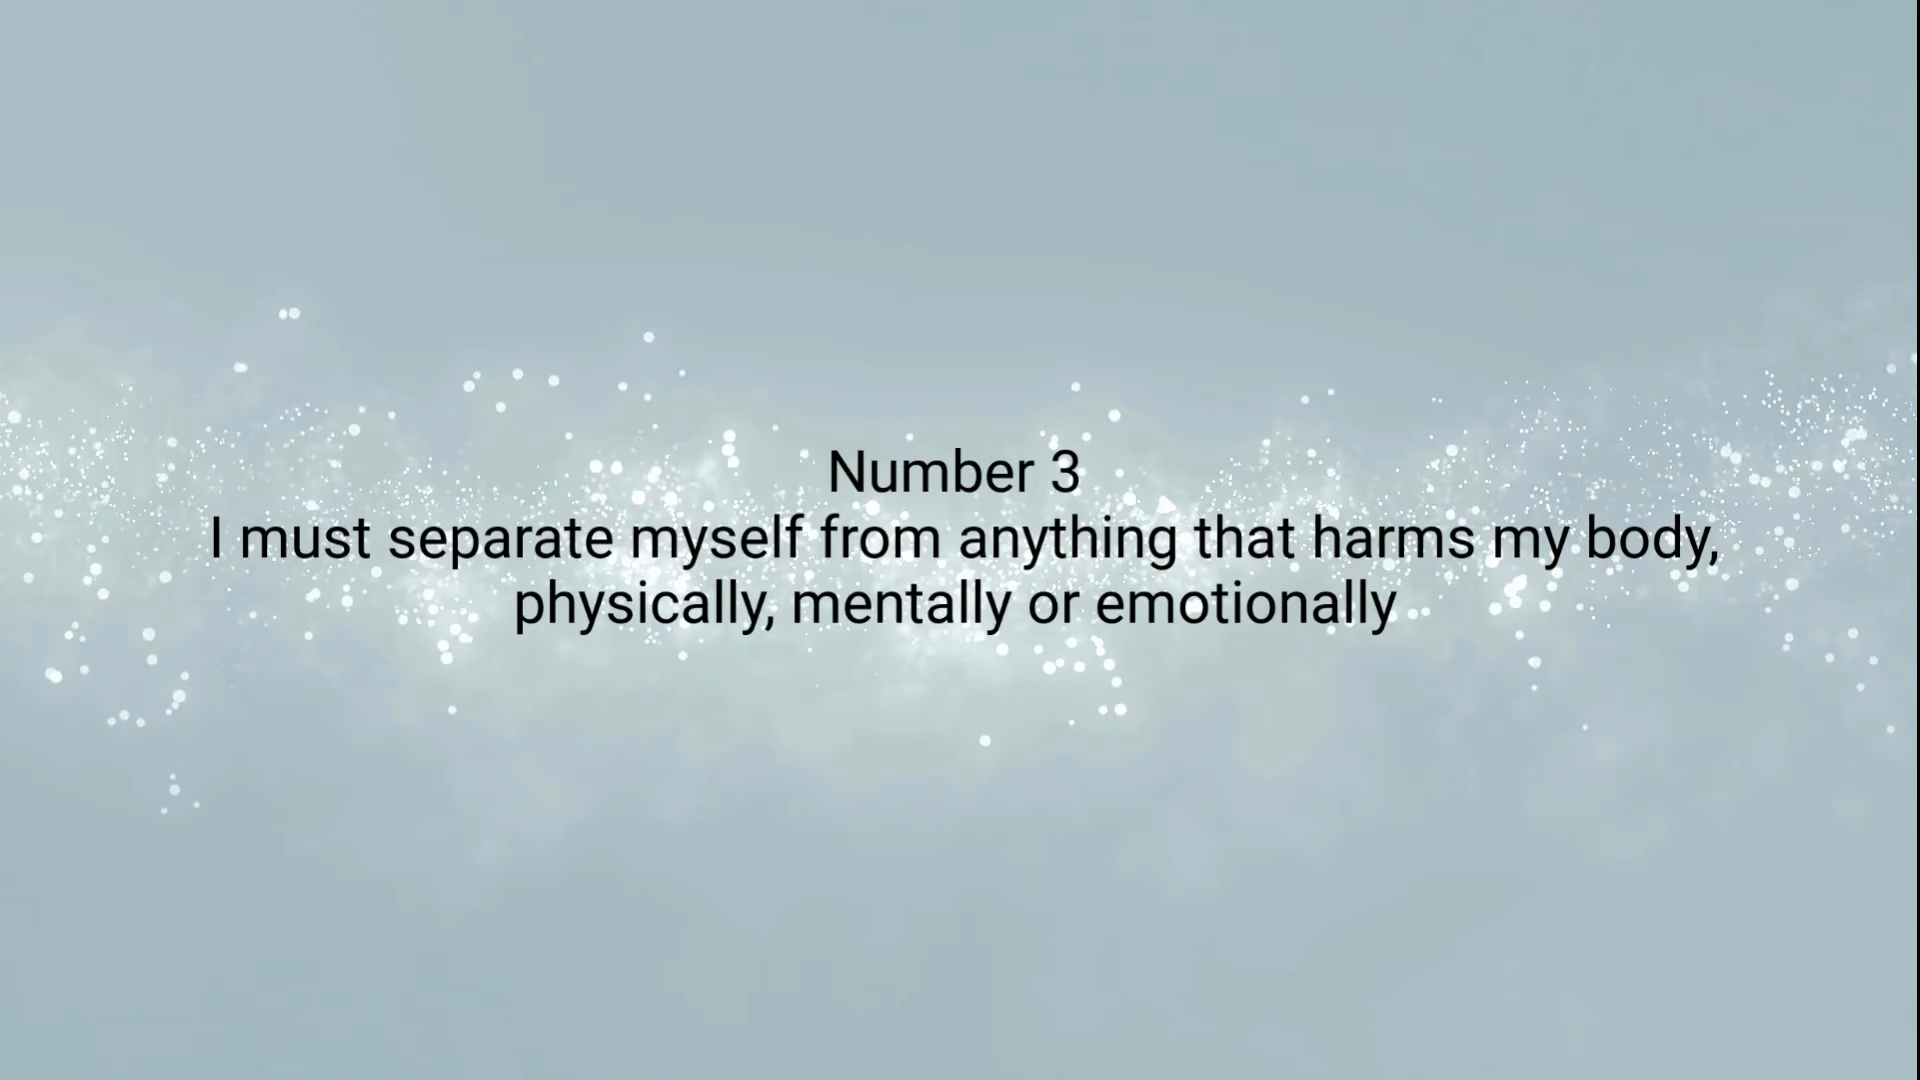 Number 3
I must separate myself from anything that harms my body,
physically, mentally or emotionally